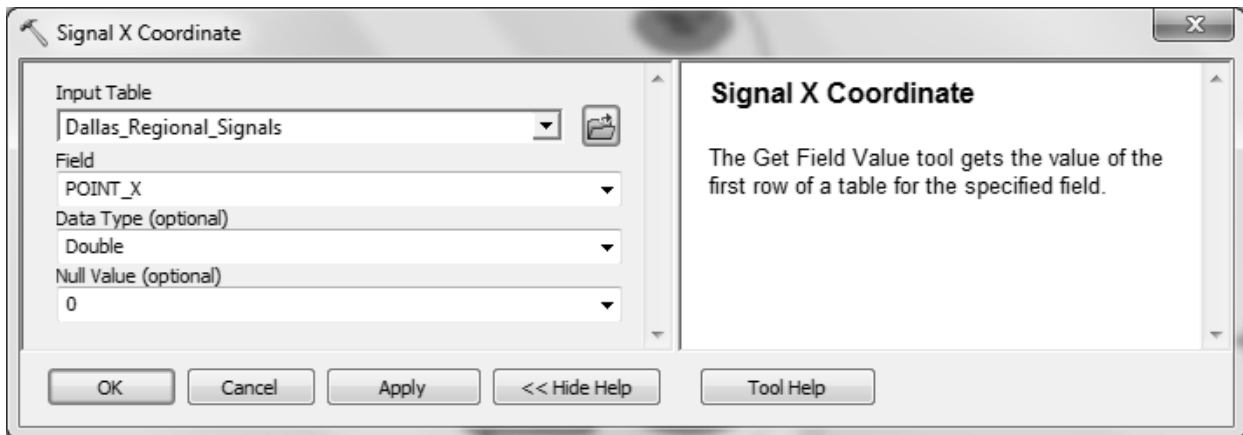 Signal X Coordinate
X
Input Table
Dallas_Regional_Signals
Field
POINT_X
Data Type (optional)
Double
Null Value (optional)
0
Signal X Coordinate
The Get Field Value tool gets the value of the
first row of a table for the specified field.
OK
Cancel
Apply
<< Hide Help
Tool Help